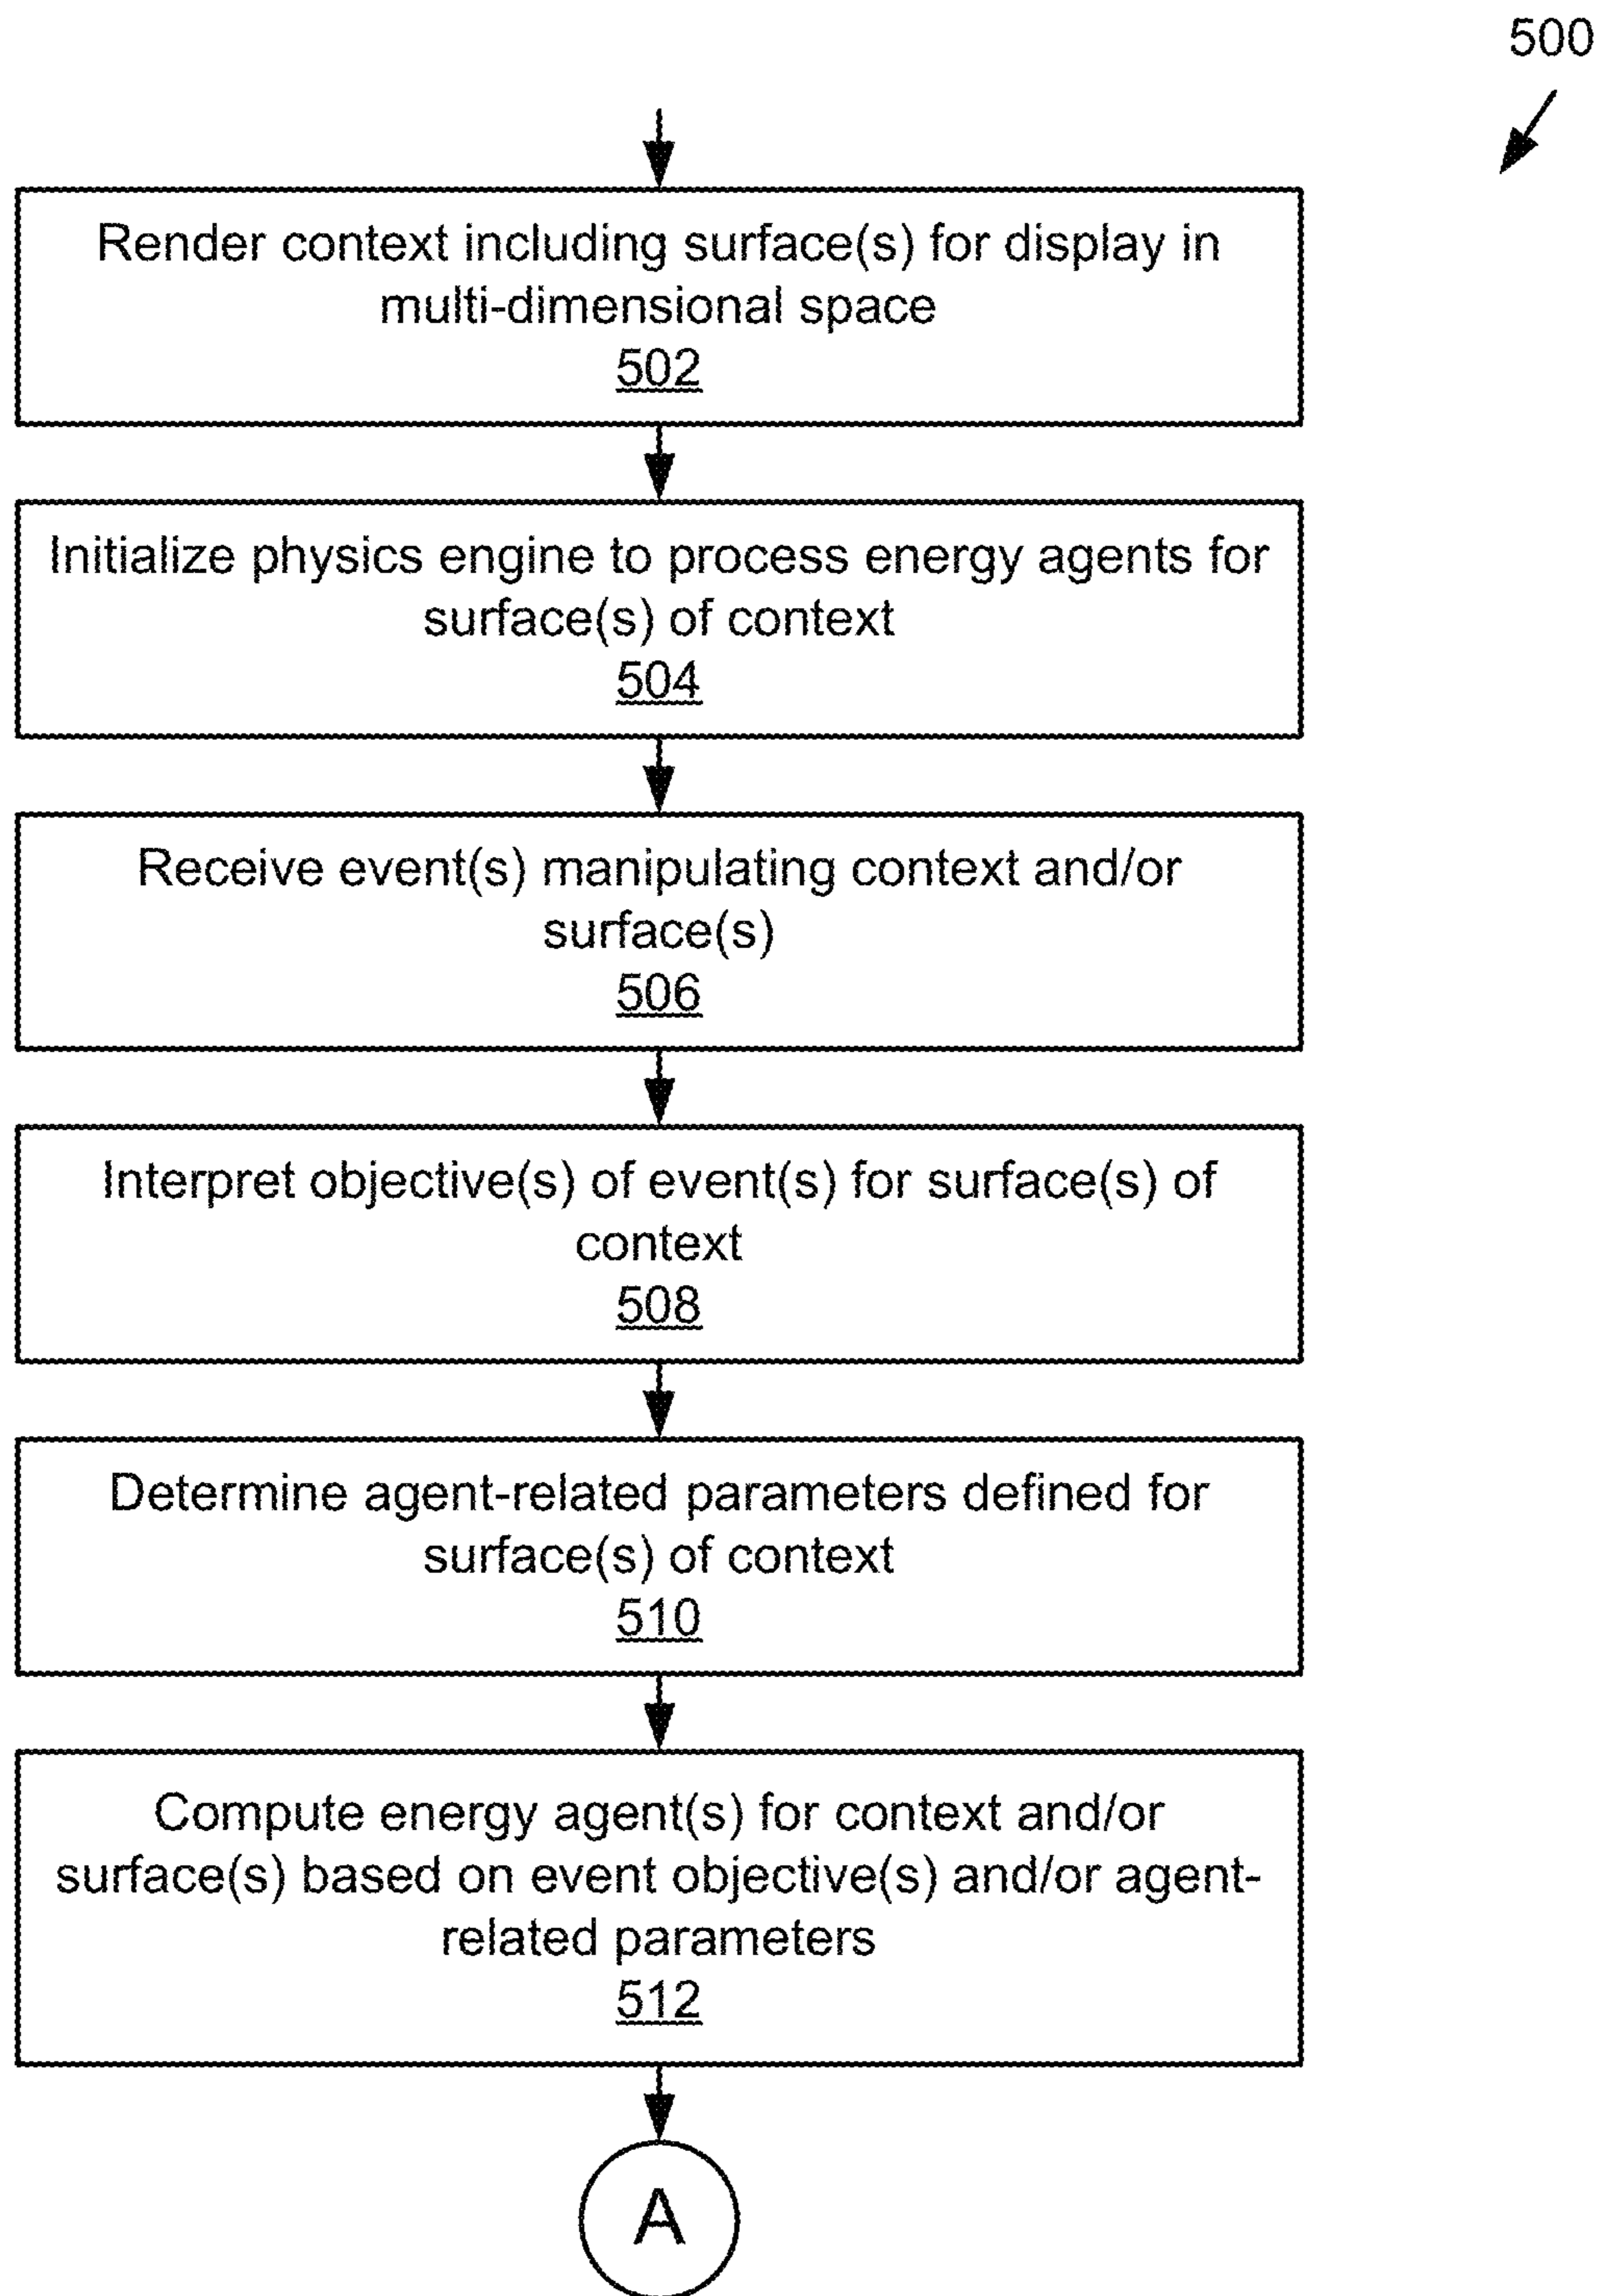 500
Render context including surface(s) for display in
multi-dimensional space
502
Initialize physics engine to process energy agents for
surface(s) of context
504
Receive event(s) manipulating context and/or
surface(s)
506
Interpret objective(s) of event(s) for surface(s) of
context
508
Determine agent-related parameters defined for
surface(s) of context
510
Compute energy agent(s) for context and/or
surface(s) based on event objective(s) and/or agent-
related parameters
512
A